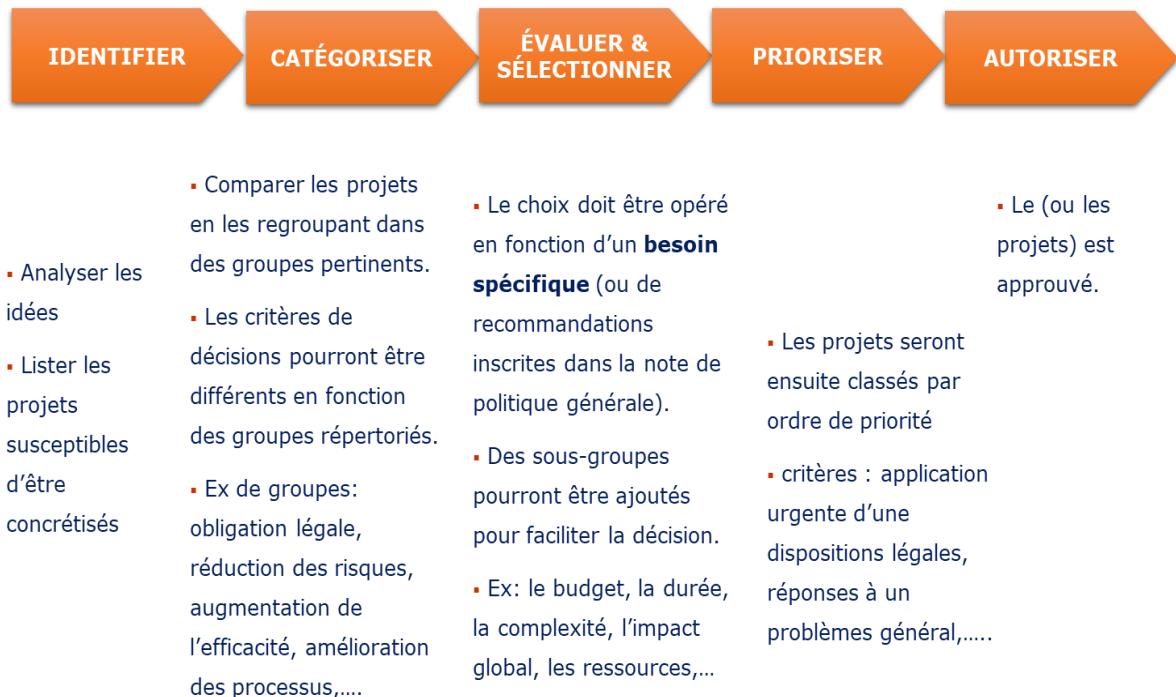 IDENTIFIER
CATÉGORISER
ÉVALUER &
SÉLECTIONNER
PRIORISER
AUTORISER
▪ Analyser les
idées
▪ Lister les
projets
susceptibles
d’être
concrétisés
▪ Comparer les projets
en les regroupant dans
des groupes pertinents.
▪ Les critères de
décisions pourront être
différents en fonction
des groupes répertoriés.
▪ Ex de groupes:
obligation légale,
réduction des risques,
augmentation de
l’efficacité, amélioration
des processus,….
▪ Le choix doit être opéré
en fonction d’un besoin
spécifique (ou de
recommandations
inscrites dans la note de
politique générale).
▪ Des sous-groupes
pourront être ajoutés
pour faciliter la décision.
▪ Ex: le budget, la durée,
la complexité, l’impact
global, les ressources,…
▪ Les projets seront
ensuite classés par
ordre de priorité
▪ critères : application
urgente d’une
dispositions légales,
réponses à un
problèmes général,…..
▪ Le (ou les
projets) est
approuvé.